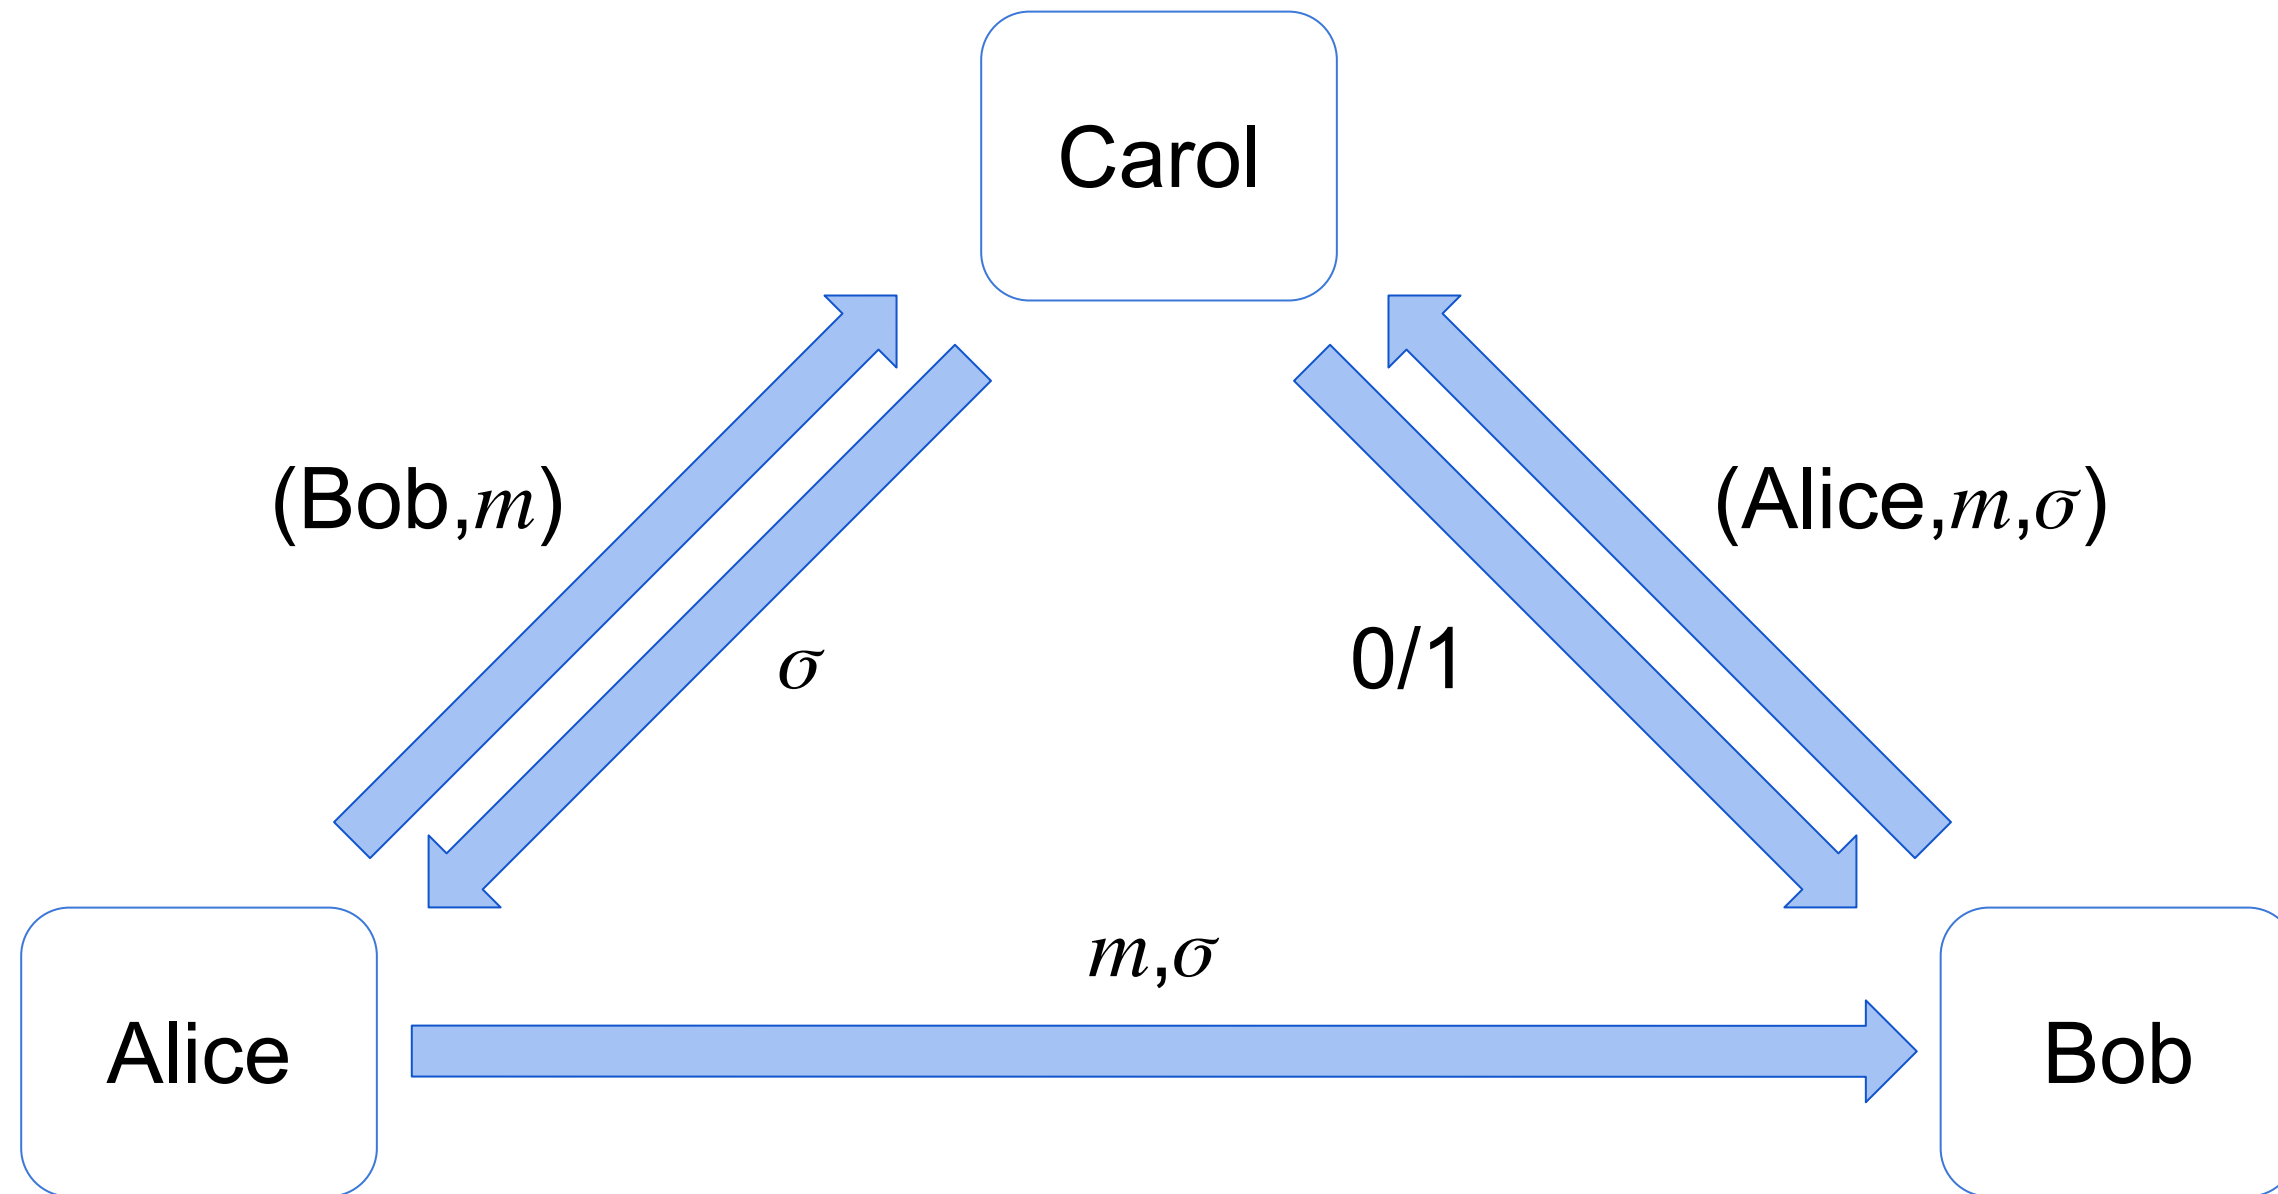 Carol
(Bob,m)
(Alice,m,σ)
σ
0/1
m,σ
Alice
Bob